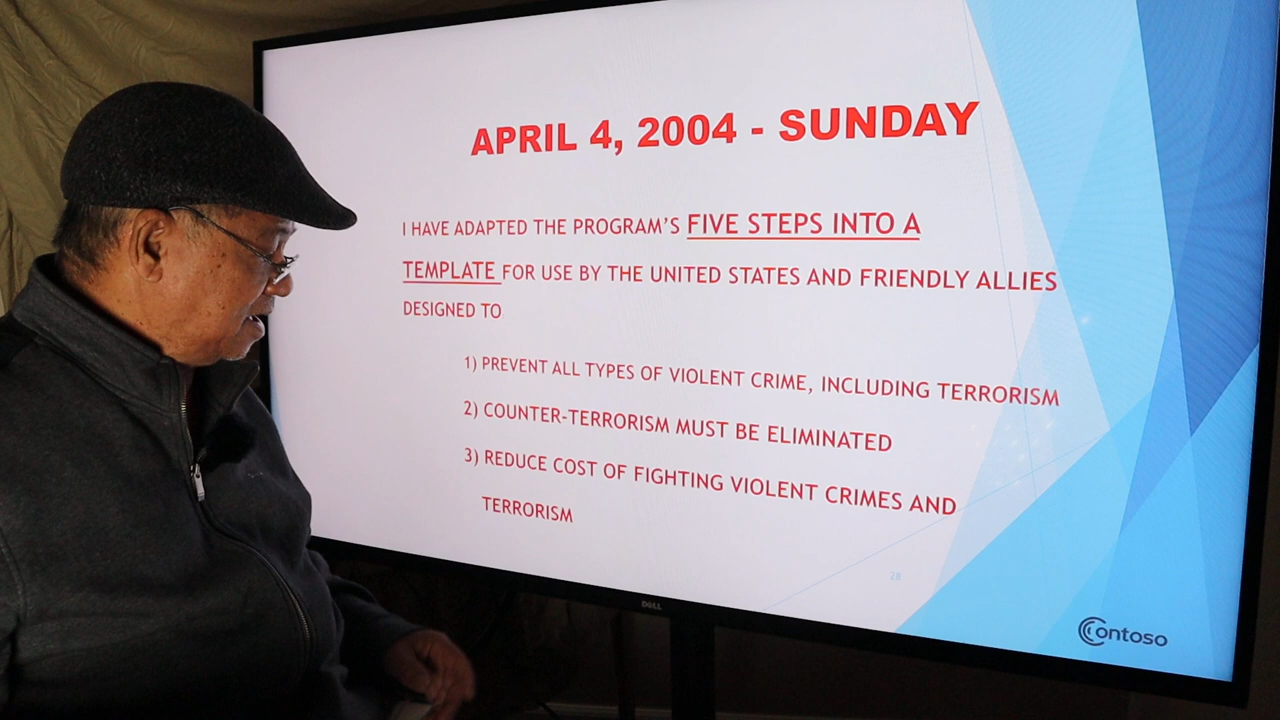 APRIL 4, 2004 - SUNDAY
I HAVE ADAPTED THE PROGRAM'S FIVE STEPS INTO A
TEMPLATE FOR USE BY THE UNITED STATES AND FRIENDLY ALLIES
DESIGNED TO
1) PREVENT ALL TYPES OF VIOLENT CRIME, INCLUDING TERRORISM
2) COUNTER-TERRORISM MUST BE ELIMINATED
3) REDUCE COST OF FIGHTING VIOLENT CRIMES AND
TERRORISM
28
Contoso
DELL